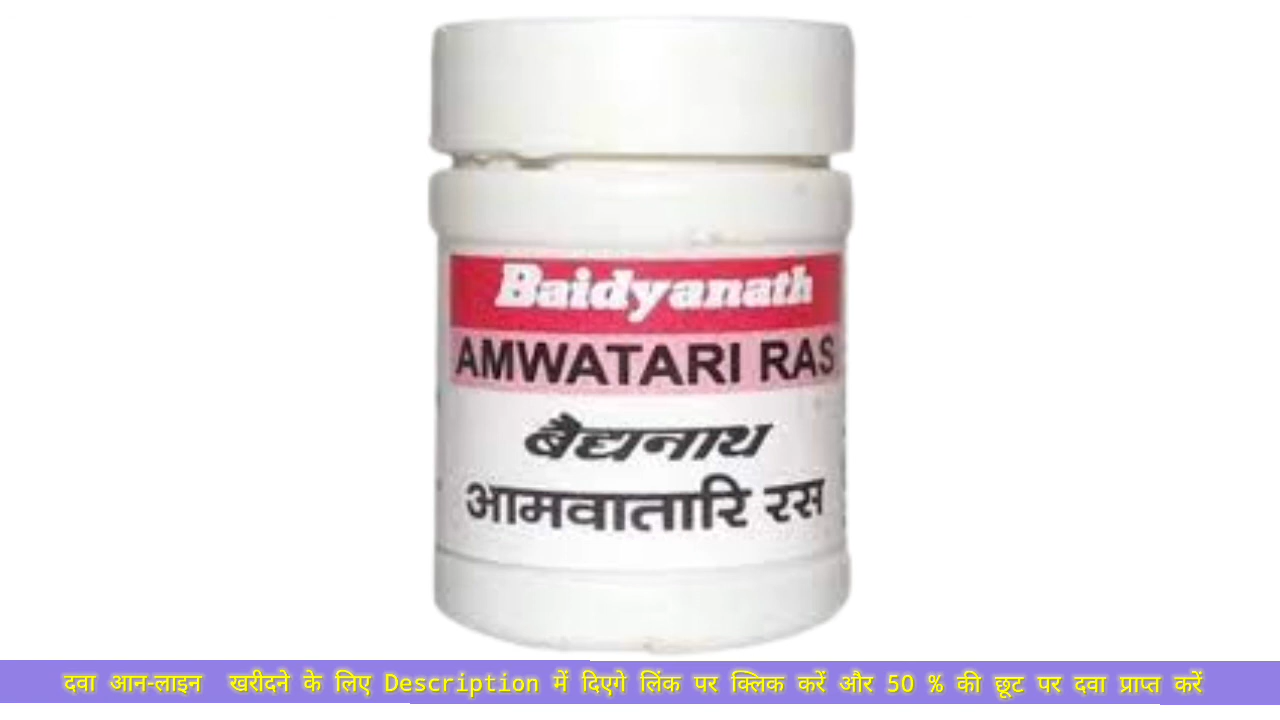 Baidyanath
AMWATARI RAS
बैद्यनाथ
आमवातारि रस
दवा आन-लाइन खरीदने के लिए Description में दिएगे लिंक पर क्लिक करें और 50 % की छूट पर दवा प्राप्त करें